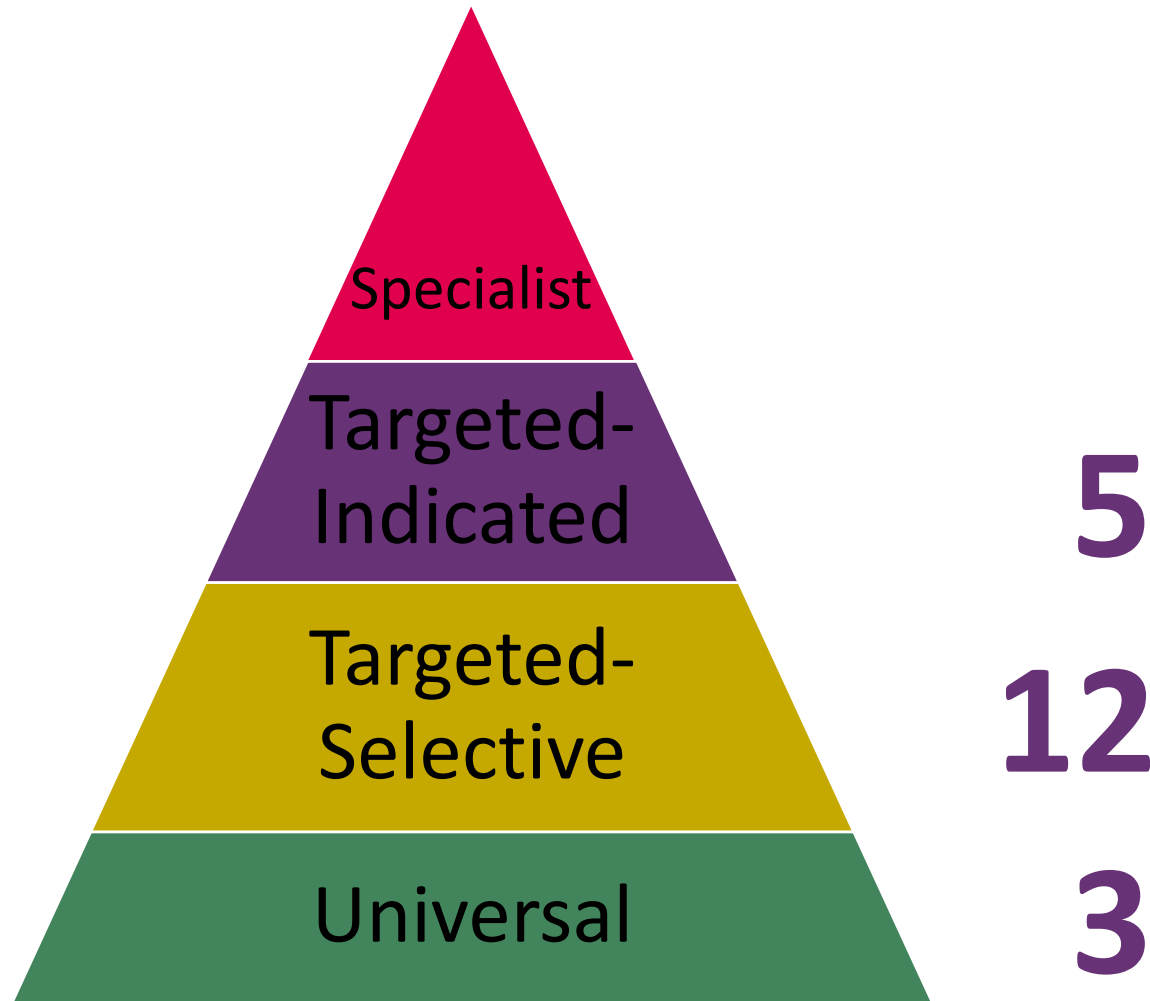 Specialist
Targeted-
Indicated
5
Targeted-
Selective
12
Universal
3